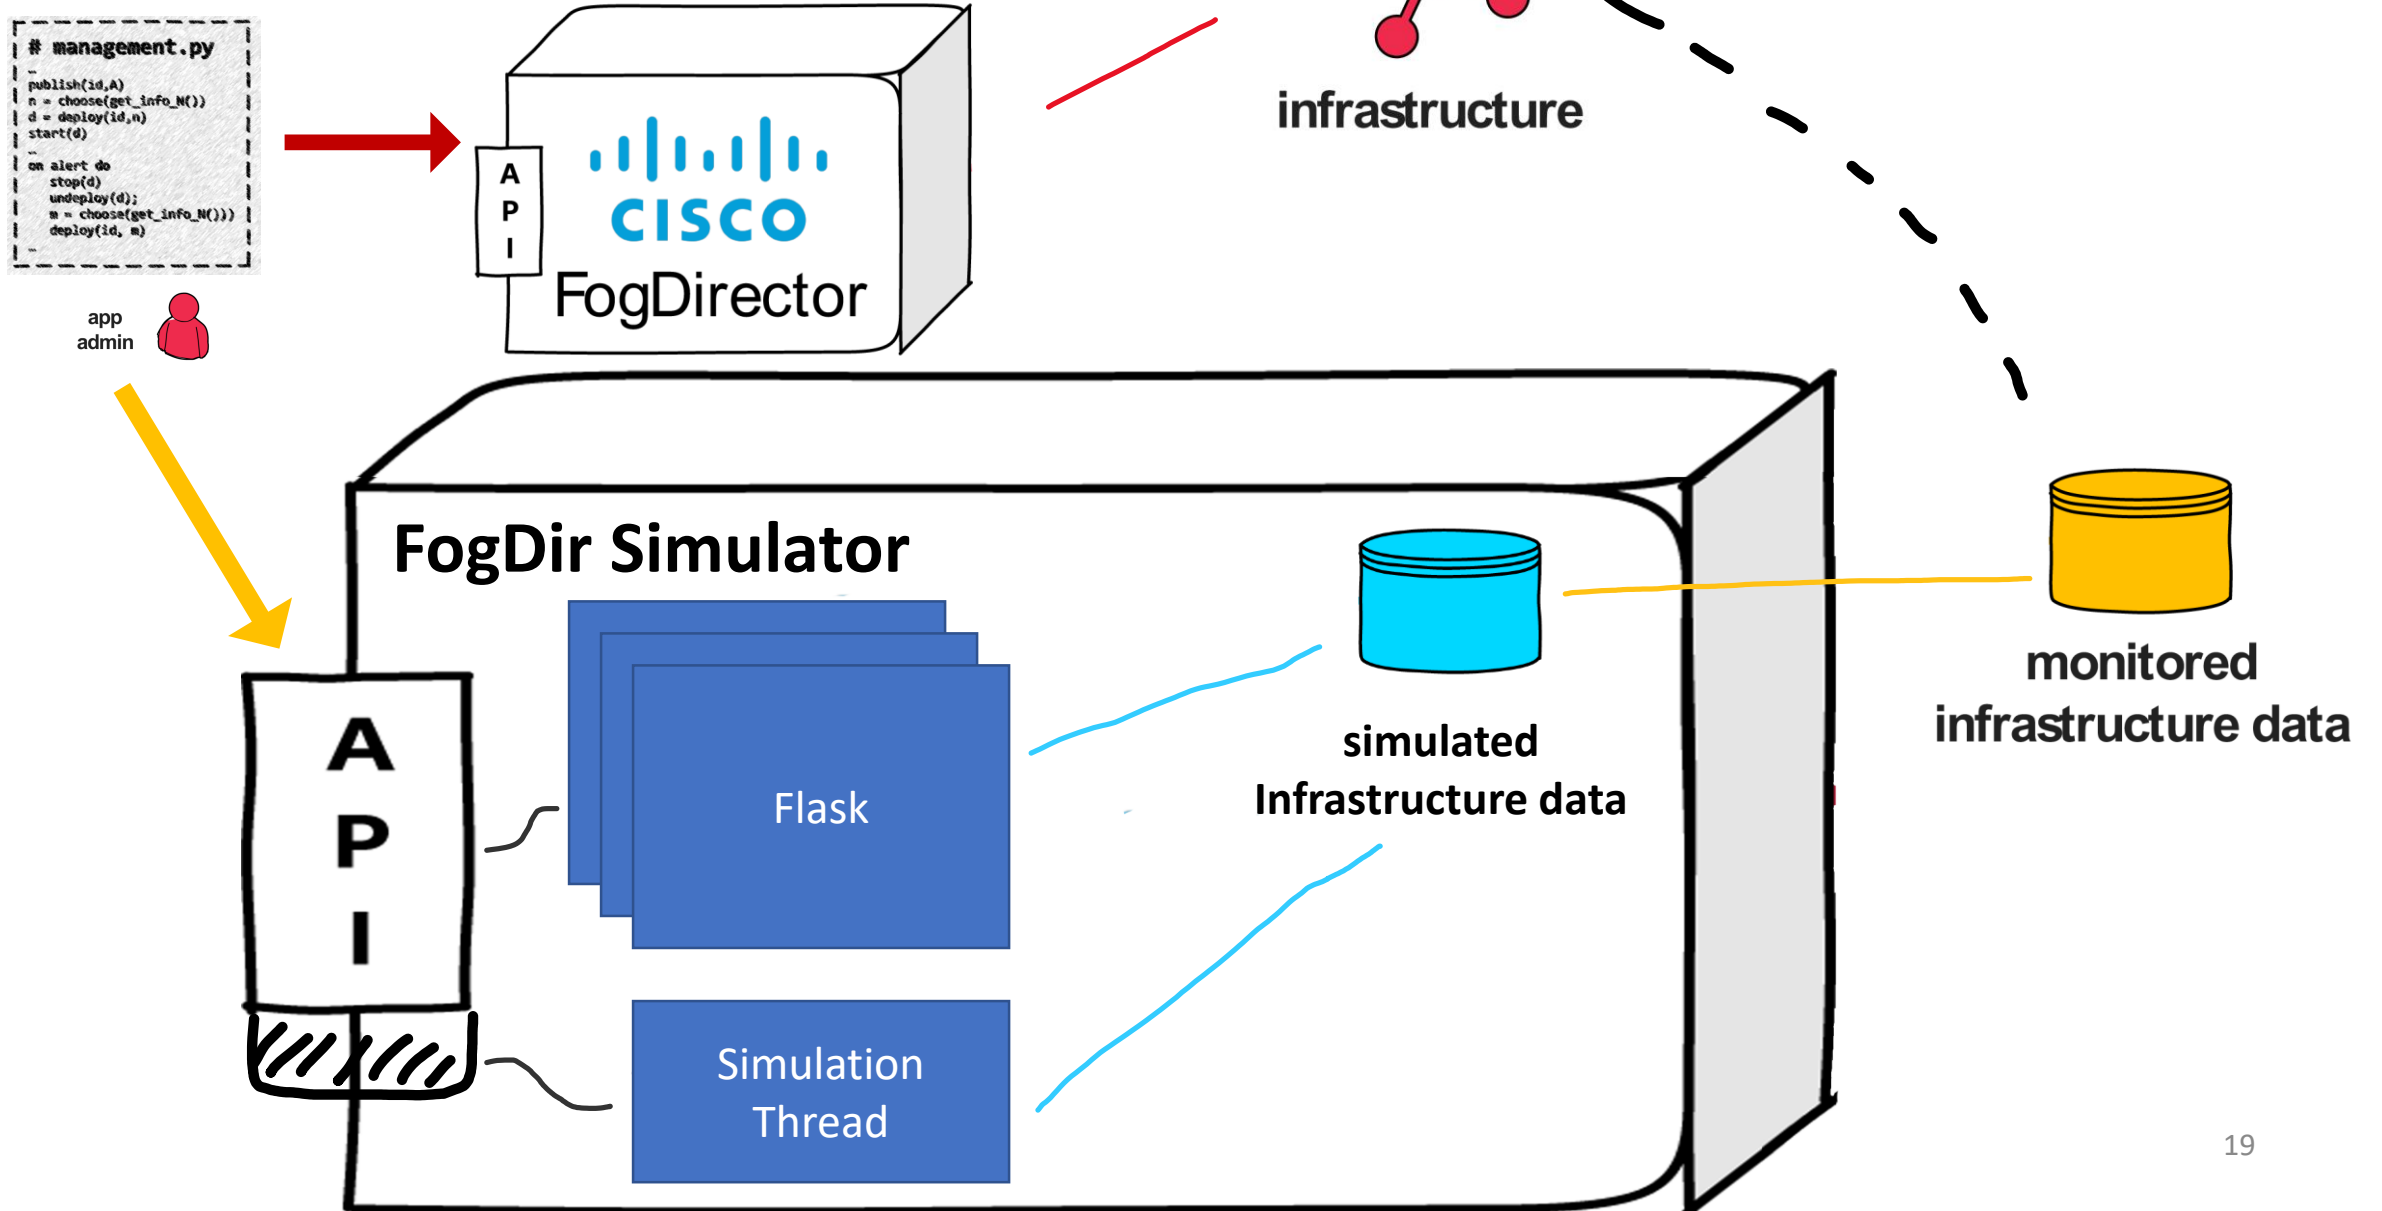 # management.py
…
publish(id,A)
n = choose(get_info_N())
d = deploy(id,n)
start(d)
…
on alert do
stop(d)
undeploy(d);
m = choose(get_info_N()))
deploy(id, m)
…
app
admin
A
P
I
CISCO
FogDirector
infrastructure
FogDir Simulator
A
P
I
Flask
Simulation
Thread
simulated
Infrastructure data
monitored
infrastructure data
19